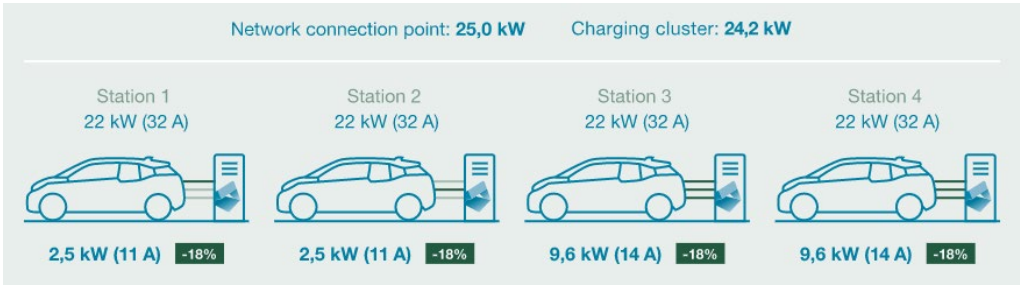 Network connection point: 25,0 kW Charging cluster: 24,2 kW
Station 1 Station 2 Station 3 Station 4
22 kW (32 A) 22 kW (32 A) 22 kW (32 A) 22 kW (32 A)
2,5 kW (11 A) -18% 2,5 kW (11 A) -18% 9,6 kW (14 A) -18% 9,6 kW (14 A) -18%